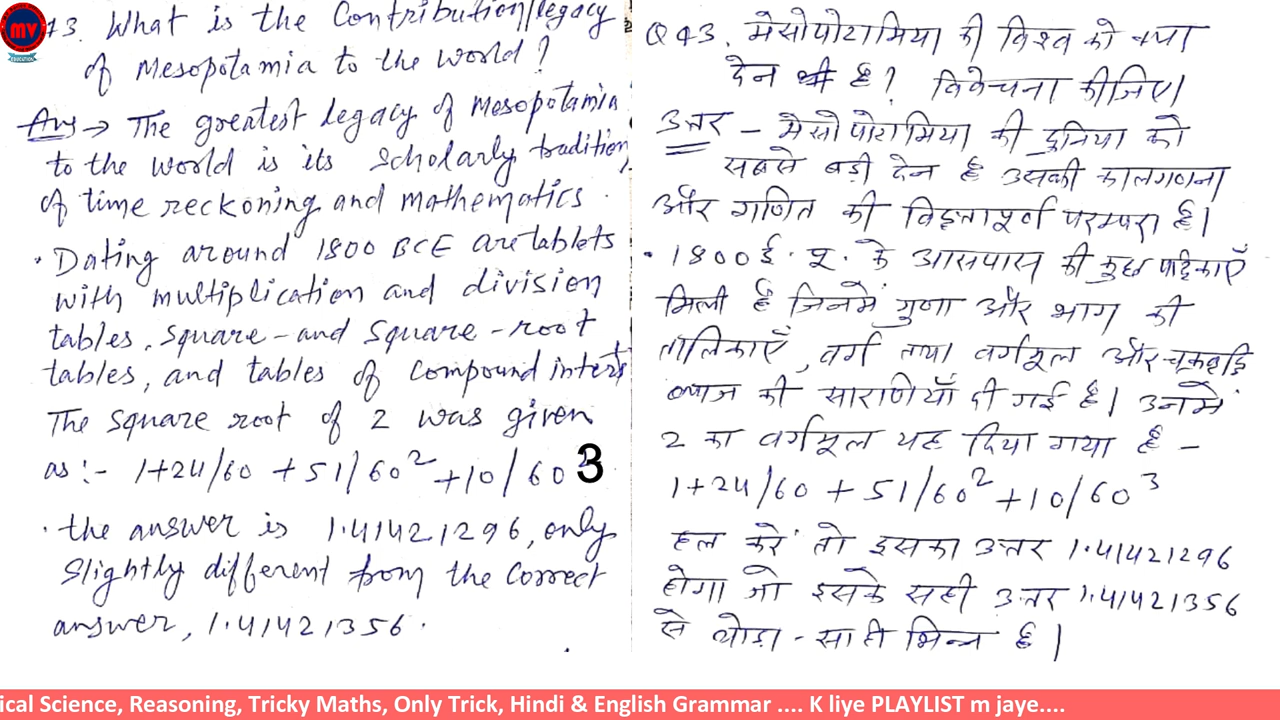 mv
EDUCATION
43. What is the Contribution/legacy
of Mesopotamia to the world?
Ans → The greatest legacy of Mesopotamia
to the world is its scholarly tradition
of time reckoning and mathematics.
• Dating around 1800 BCE are tablets
with multiplication and division
tables, square-and square-root
tables, and tables of compound
The square root of 2 was given
as:- 1+24/60 +51/60² +10/60 3
• the answer is 1.41421296, only
slightly different from the correct
answer, 1.41421356.
Q 43. मेसोपोटामिया की विश्व को क्या
देन है? विवेचना कीजिए।
उत्तर - मेसोपोटामिया की दुनिया को
सबसे बड़ी देन है उसकी कालगणना
और गणित की विद्वत्तापूर्ण परम्परा है।
• 1800 ई. पू. के आसपास की कुछ पट्टिकाएँ
मिली हैं जिनमें गुणा और भाग की
तालिकाएँ, वर्ग तथा वर्गमूल और चक्रवृद्धि
ब्याज की सारणियाँ दी गई है। उनमें
2 का वर्गमूल यह दिया गया है -
1+24/60 + 51/60² +10/60³
हल करें तो इसका उत्तर 1.41421296
होगा जो इसके सही उत्तर 1.41421356
से थोड़ा - सा ही भिन्न है।
ical Science, Reasoning, Tricky Maths, Only Trick, Hindi & English Grammar .... K liye PLAYLIST m jaye....